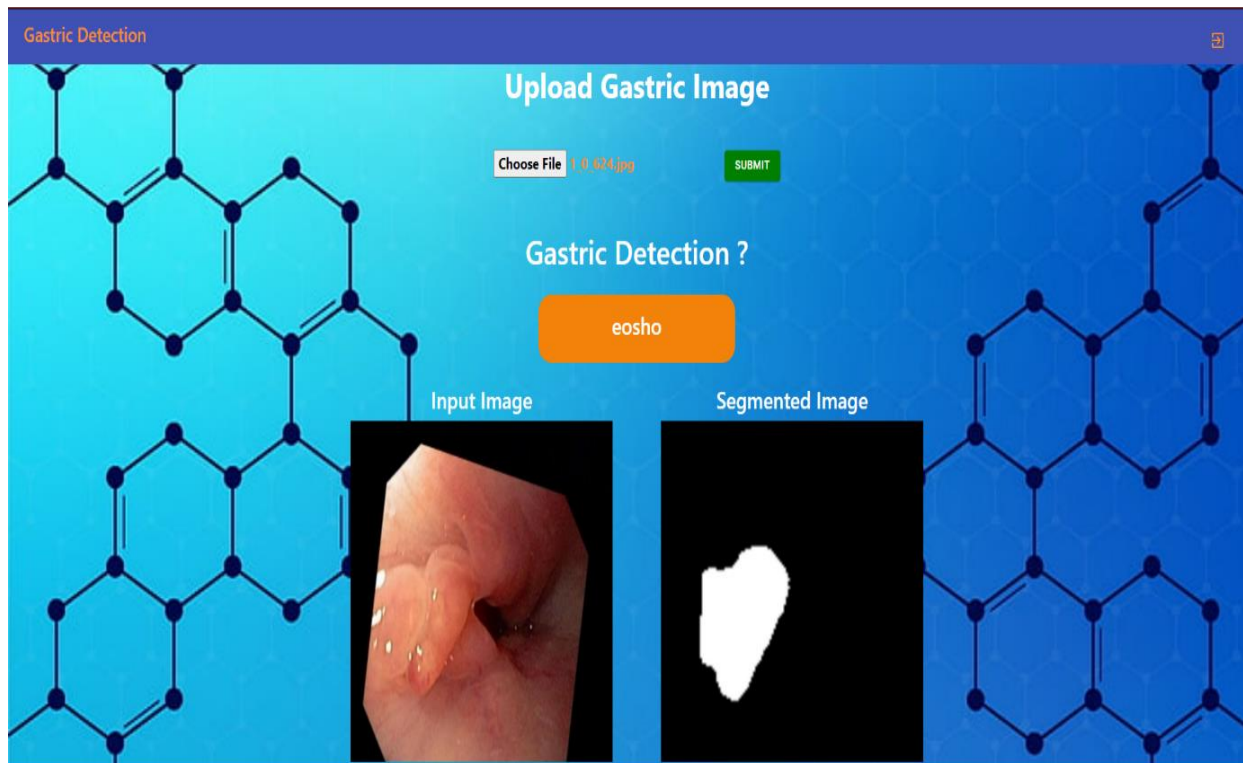 Gastric Detection
Upload Gastric Image
Choose File 1_0_624.jpg
SUBMIT
Gastric Detection ?
eosho
Input Image
Segmented Image